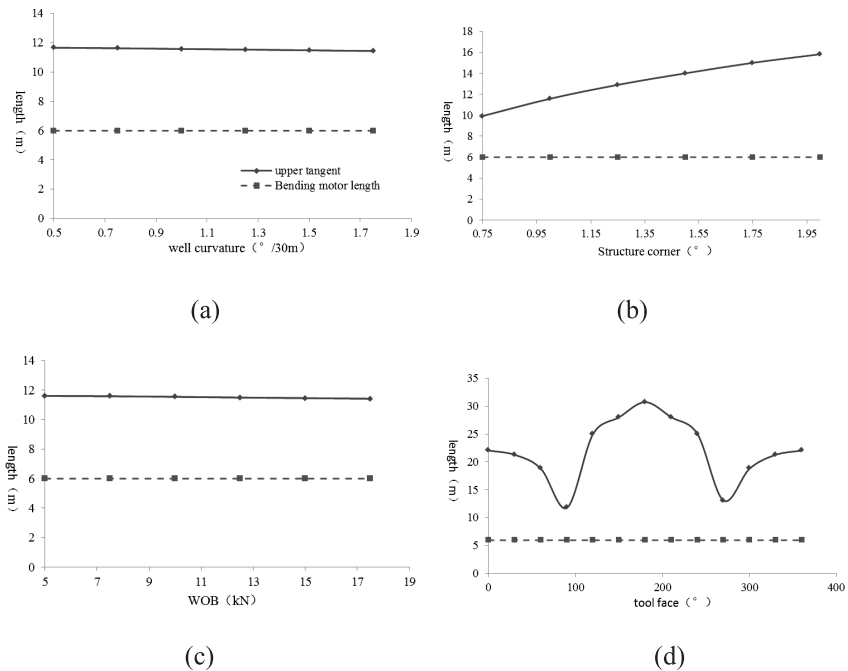 14
12
10
8
6
4
2
0
length（m）
upper tangent
Bending motor length
0.5 0.7 0.9 1.1 1.3 1.5 1.7 1.9
well curvature（°/30m）
(a)
18
16
14
12
10
8
6
4
2
0
length（m）
0.75 0.95 1.15 1.35 1.55 1.75 1.95
Structure corner（°）
(b)
14
12
10
8
6
4
2
0
length（m）
5 7 9 11 13 15 17 19
WOB（kN）
(c)
35
30
25
20
15
10
5
0
length（m）
0 100 200 300 400
tool face（°）
(d)